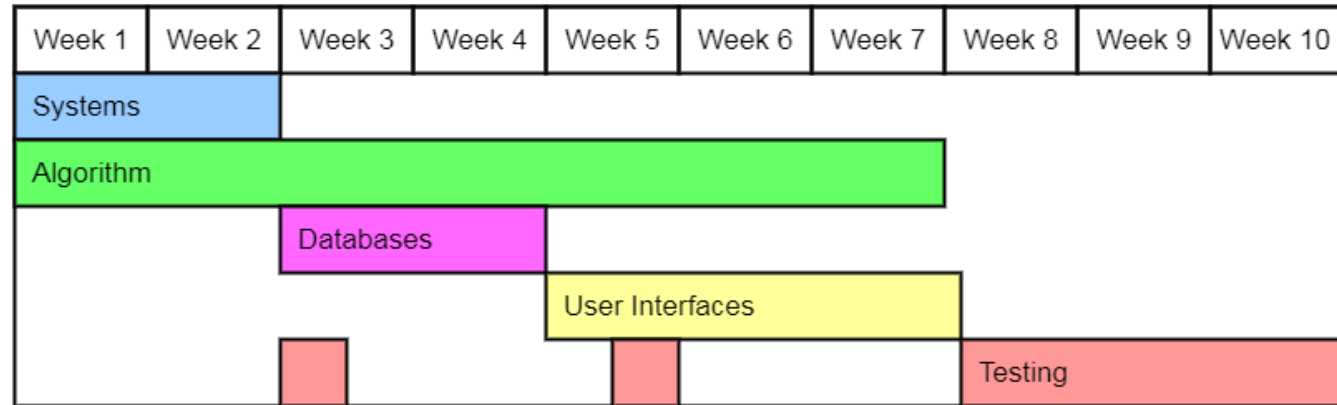 Week 1 Week 2 Week 3 Week 4 Week 5 Week 6 Week 7 Week 8 Week 9 Week 10
Systems
Algorithm
Databases
User Interfaces
Testing